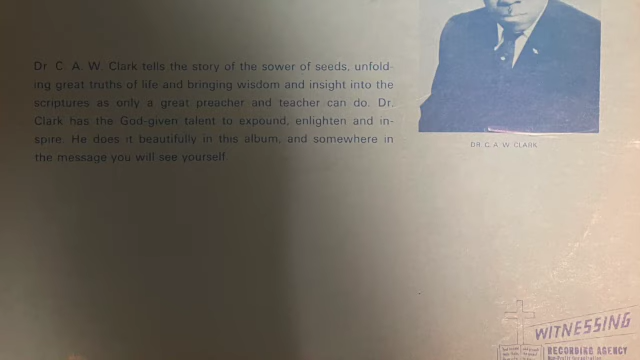 Dr. C. A. W. Clark tells the story of the sower of seeds, unfold-
ing great truths of life and bringing wisdom and insight into the
scriptures as only a great preacher and teacher can do. Dr.
Clark has the God-given talent to expound, enlighten and in-
spire. He does it beautifully in this album, and somewhere in
the message you will see yourself.
DR. C. A. W. CLARK
WITNESSING
RECORDING AGENCY